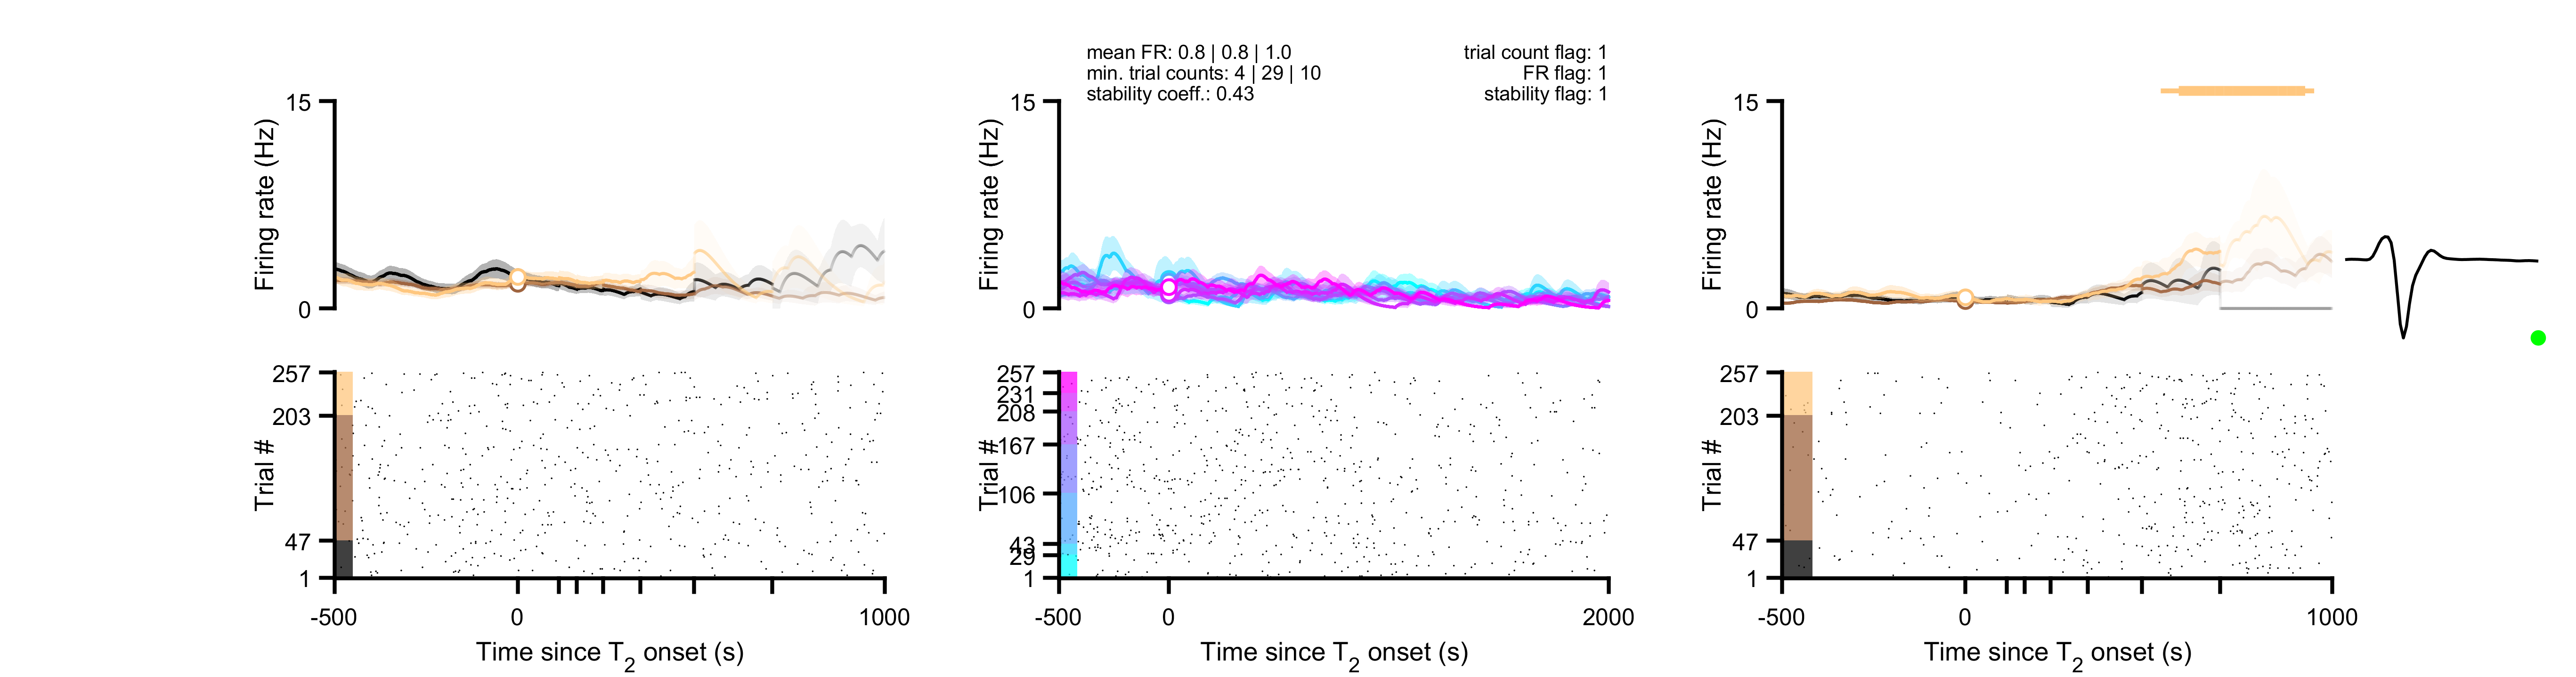 mean FR: 0.8 | 0.8 | 1.0
min. trial counts: 4 | 29 | 10
stability coeff.: 0.43
trial count flag: 1
FR flag: 1
stability flag: 1
15
0
Firing rate (Hz)
257
203
47
1
Trial #
-500
0
1000
Time since T2 onset (s)
15
0
Firing rate (Hz)
257
231
208
167
106
43
29
1
Trial #
-500
0
2000
Time since T2 onset (s)
15
0
Firing rate (Hz)
257
203
47
1
Trial #
-500
0
1000
Time since T2 onset (s)